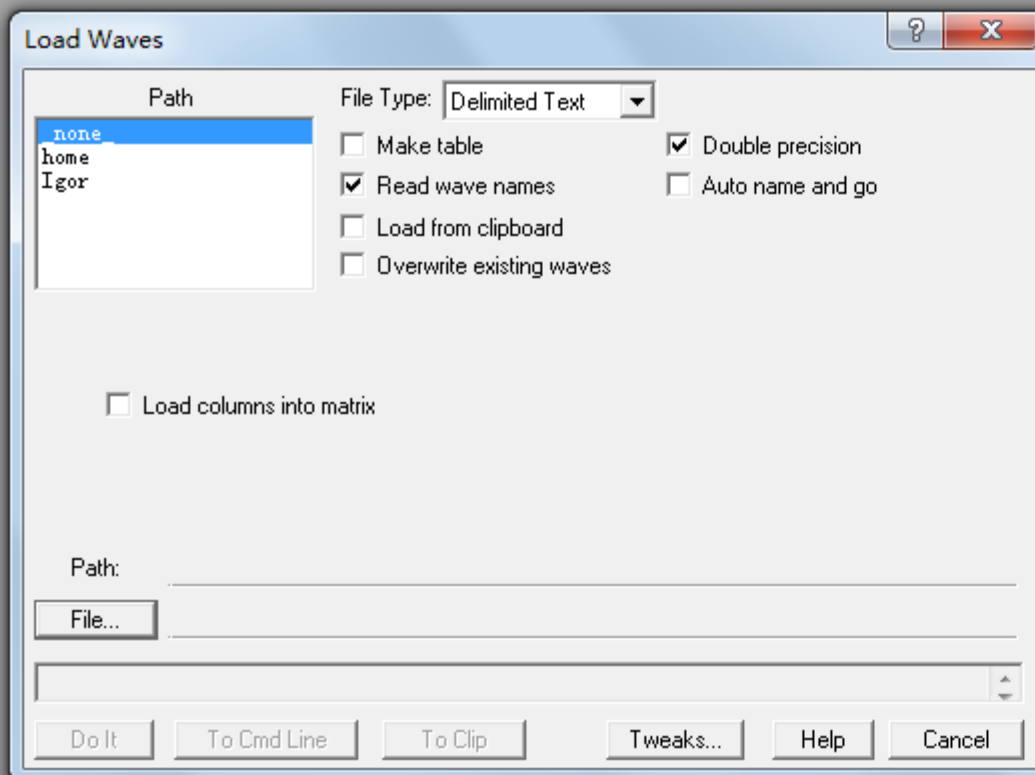 Load Waves
Path
File Type: Delimited Text
_none_
home
Igor
Make table
Double precision
Read wave names
Auto name and go
Load from clipboard
Overwrite existing waves
Load columns into matrix
Path:
File...
Do It To Cmd Line To Clip Tweaks... Help Cancel